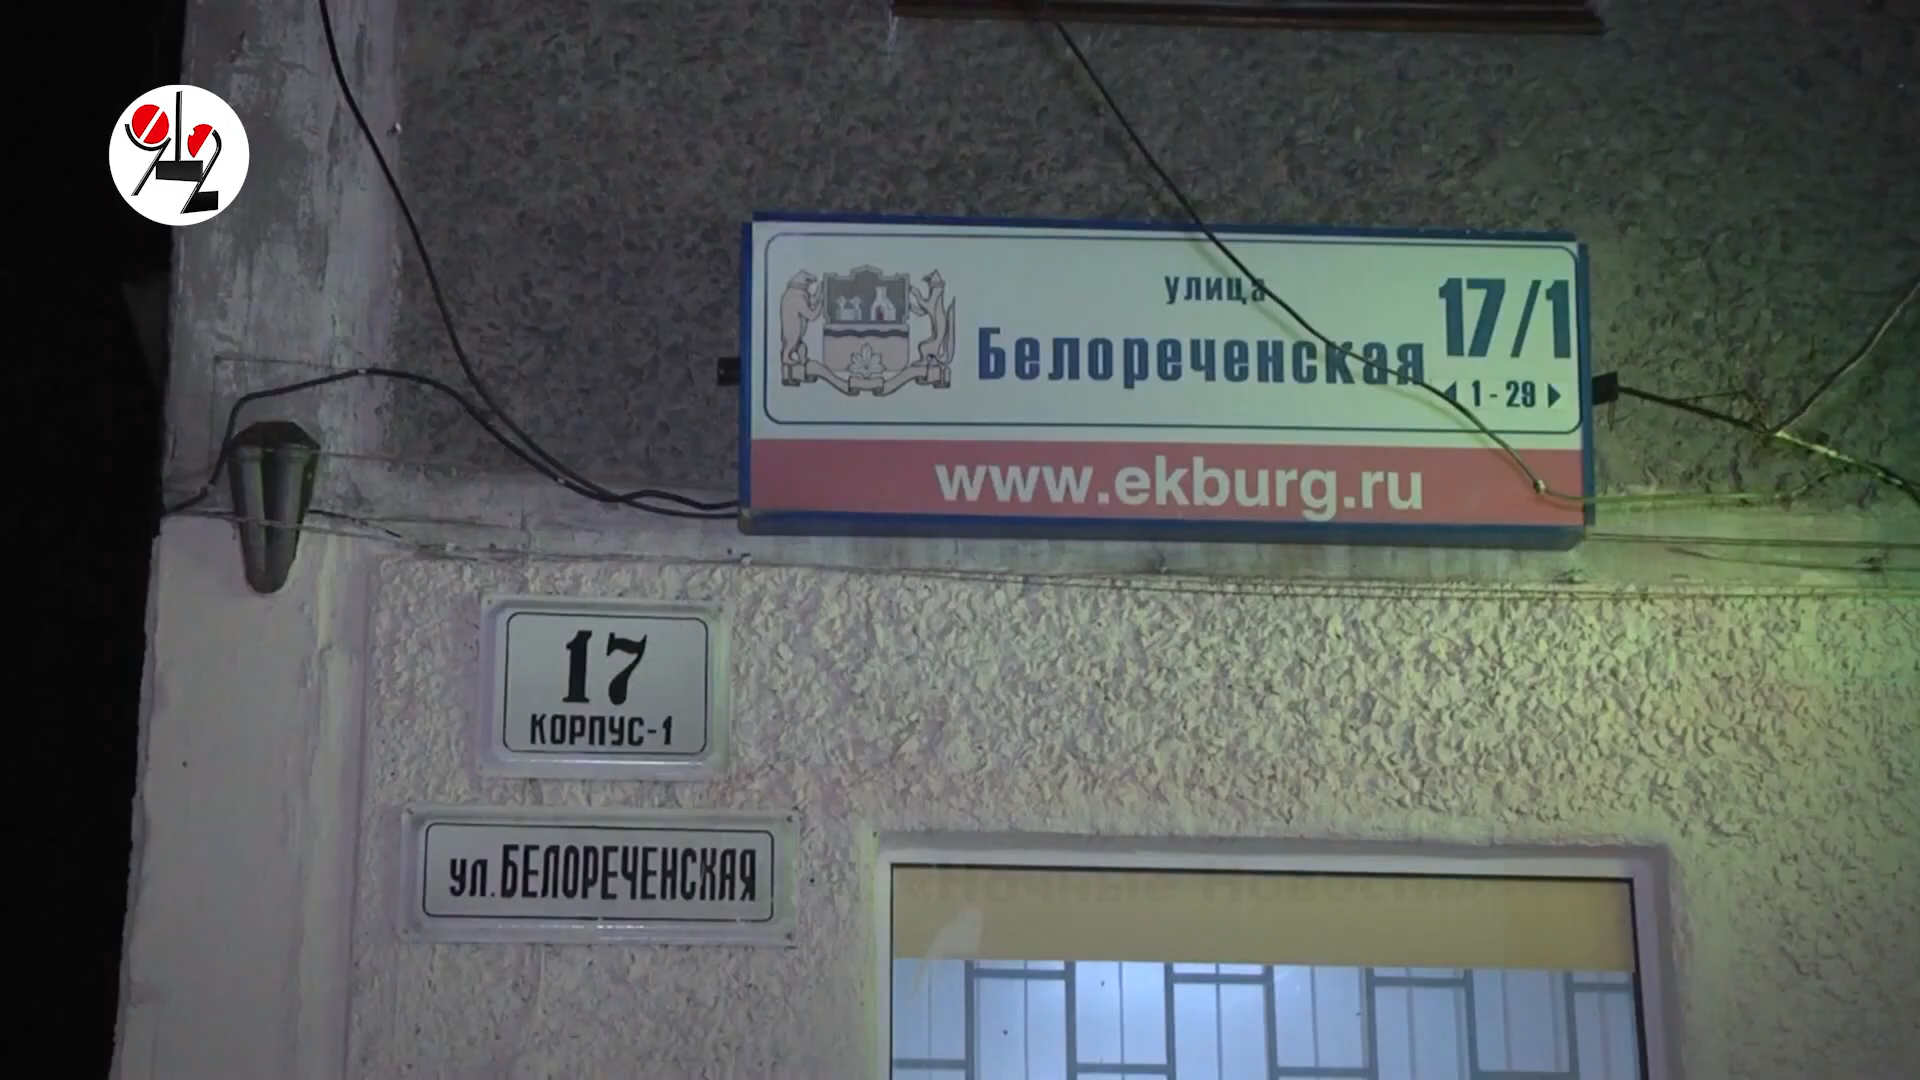 улица
Белореченская
17/1
1 - 29
www.ekburg.ru
17
КОРПУС-1
ул. БЕЛОРЕЧЕНСКАЯ